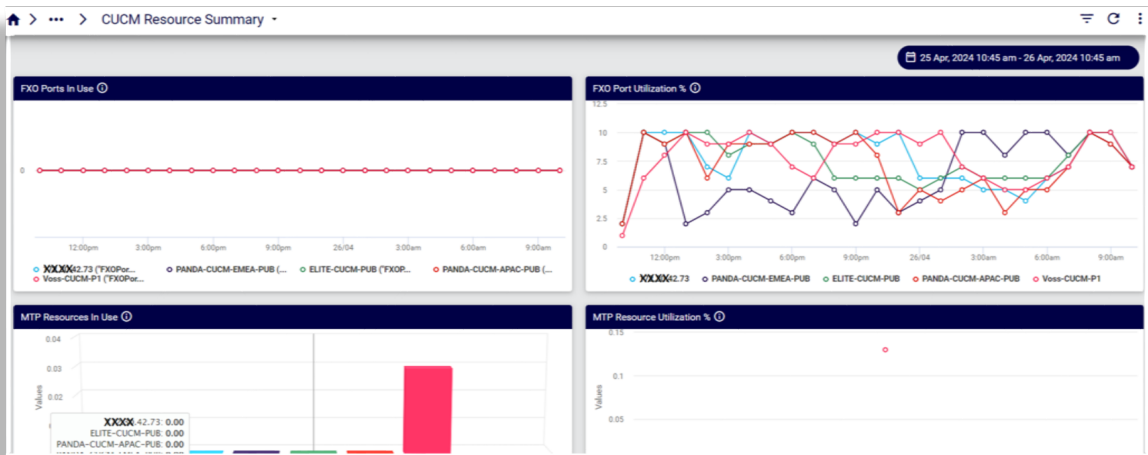 CUCM Resource Summary
25 Apr, 2024 10:45 am - 26 Apr, 2024 10:45 am
FXO Ports In Use
0
12:00pm 3:00pm 6:00pm 9:00pm 26/04 3:00am 6:00am 9:00am
XXXX42.73 ("FXOPor... PANDA-CUCM-EMEA-PUB (... ELITE-CUCM-PUB ("FXOP... PANDA-CUCM-APAC-PUB (...
Voss-CUCM-P1 ("FXOPor...
FXO Port Utilization %
12.5
10
7.5
5
2.5
0
12:00pm 3:00pm 6:00pm 9:00pm 26/04 3:00am 6:00am 9:00am
XXXX42.73 PANDA-CUCM-EMEA-PUB ELITE-CUCM-PUB PANDA-CUCM-APAC-PUB Voss-CUCM-P1
MTP Resources In Use
0.04
0.03
0.02
Values
XXXX.42.73: 0.00
ELITE-CUCM-PUB: 0.00
PANDA-CUCM-APAC-PUB: 0.00
MTP Resource Utilization %
0.15
0.1
0.05
Values